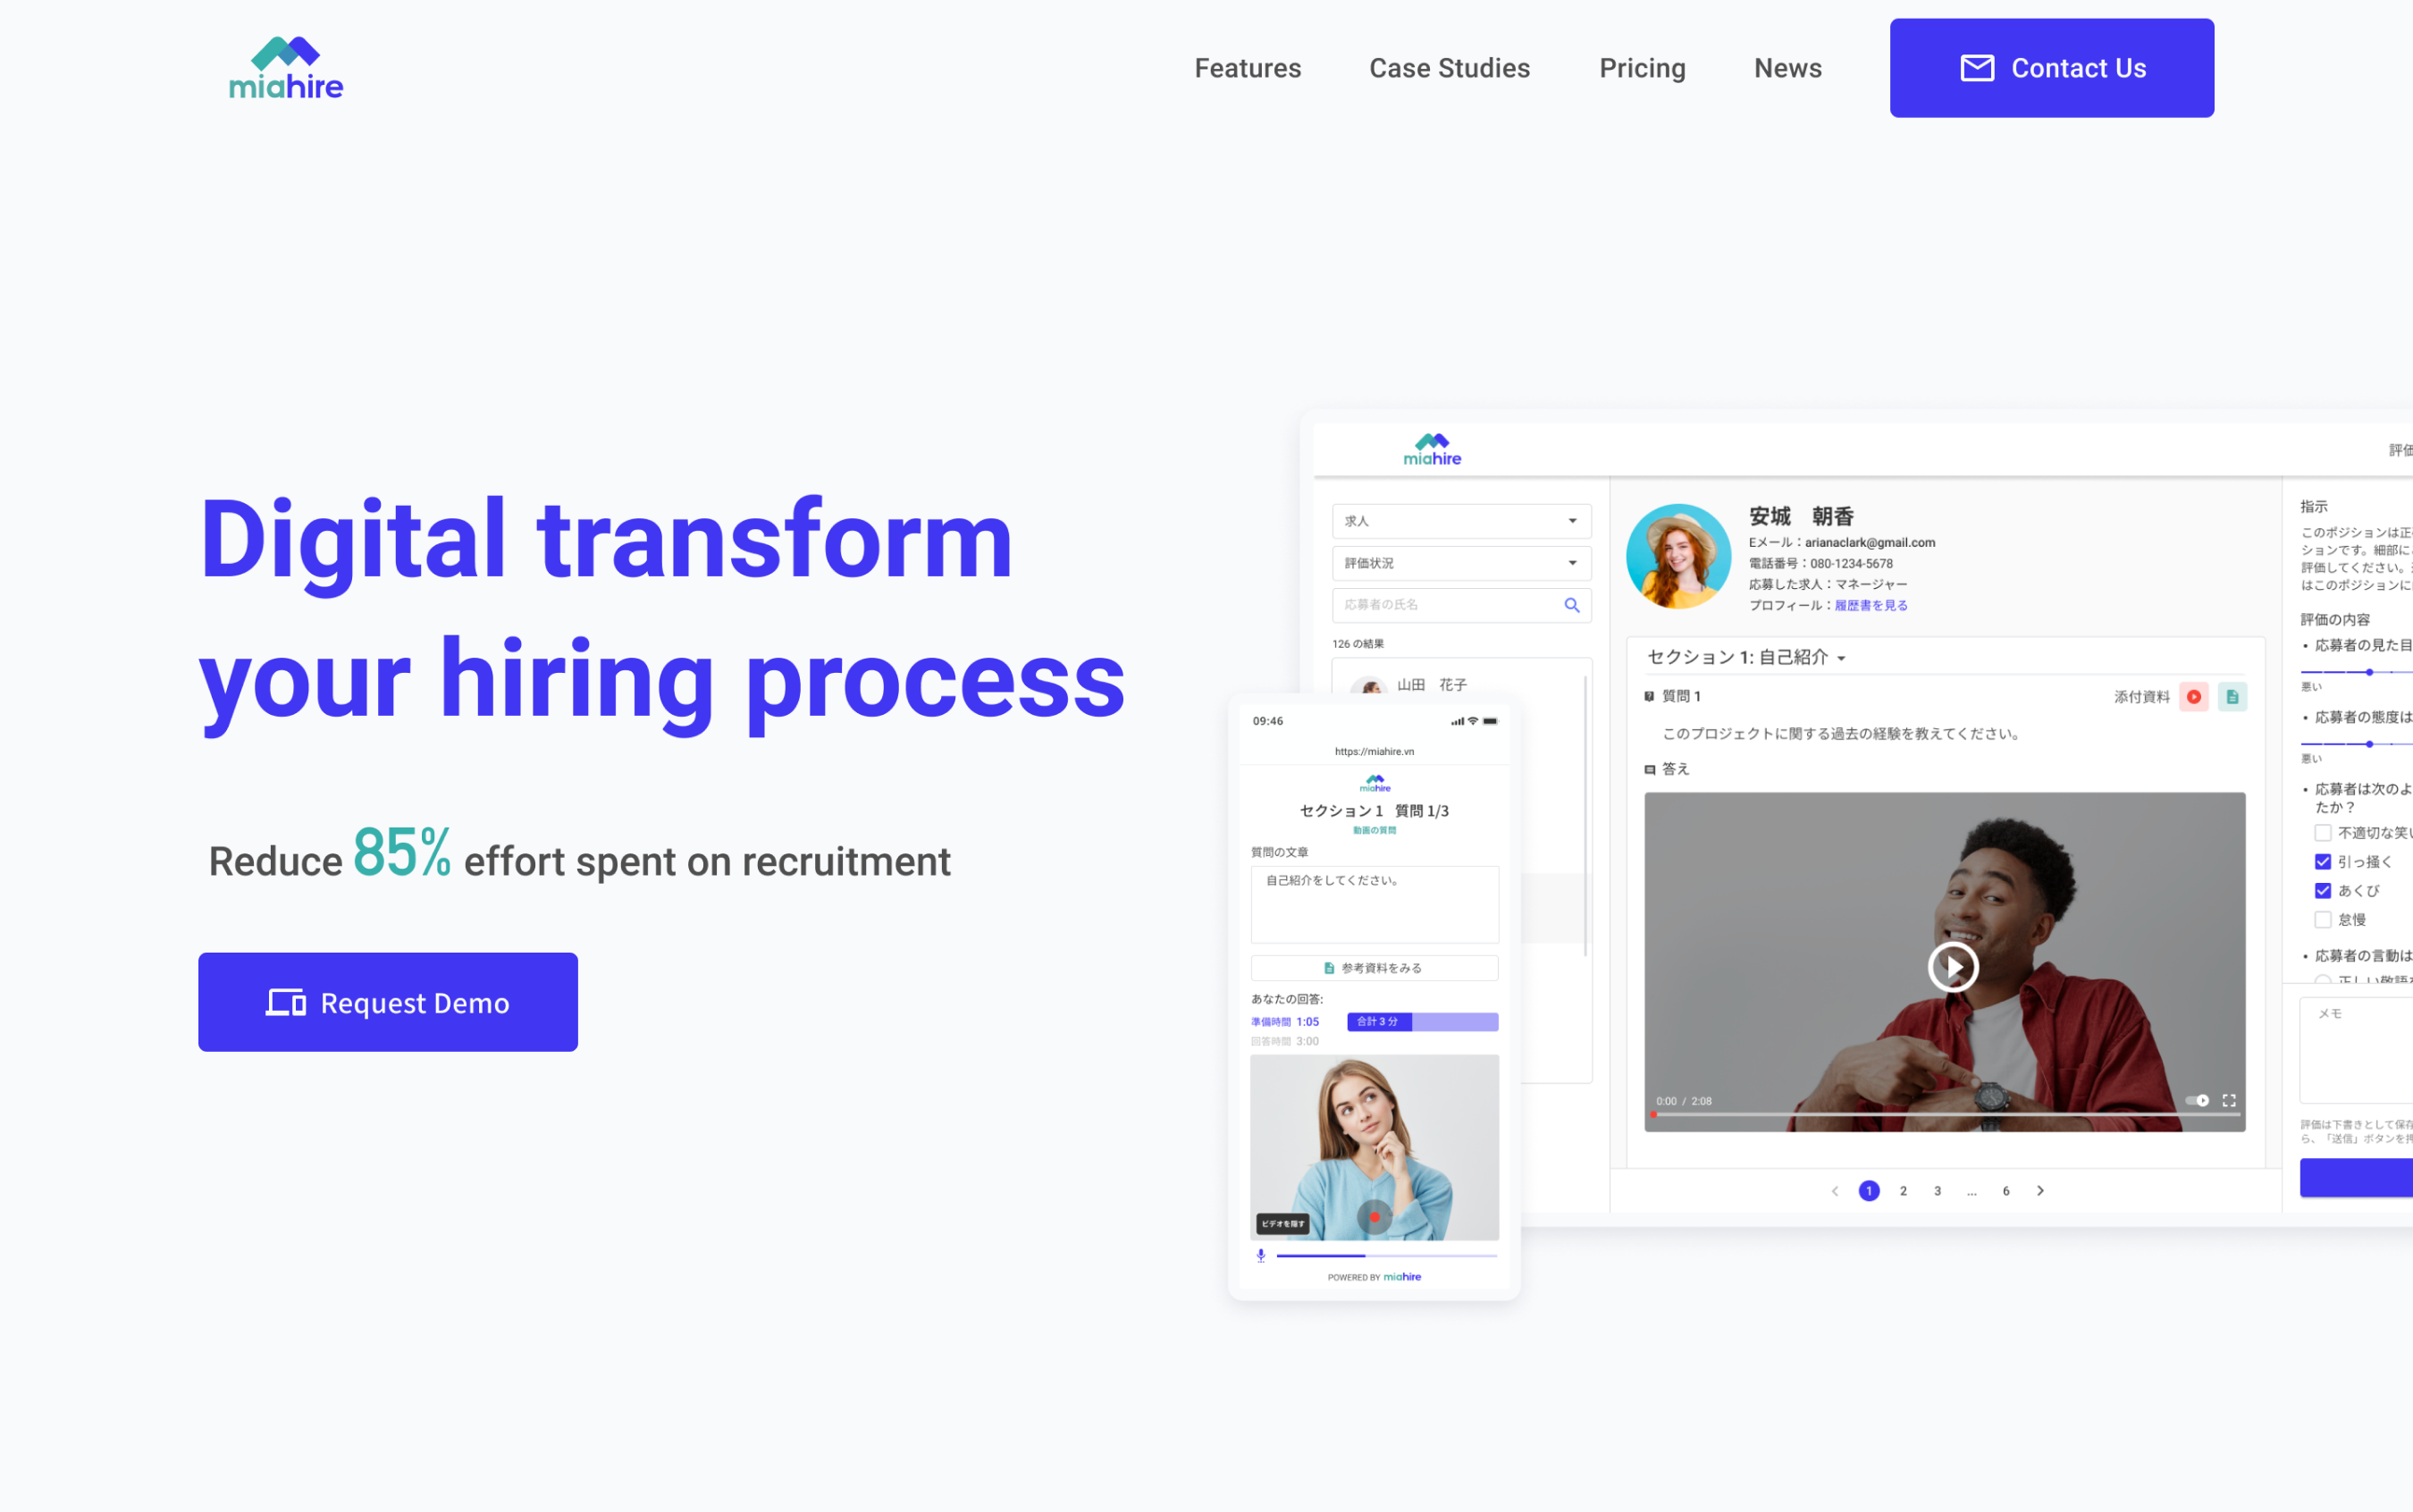 miahire
Features
Case Studies
Pricing
News
Contact Us
Digital transform
your hiring process
Reduce 85% effort spent on recruitment
Request Demo
miahire
求人
評価状況
応募者の氏名
126 の結果
山田 花子
安城 朝香
Eメール：arianaclark@gmail.com
電話番号：080-1234-5678
応募した求人：マネージャー
プロフィール：履歴書を見る
セクション 1: 自己紹介
質問 1
添付資料
このプロジェクトに関する過去の経験を教えてください。
答え
0:00 / 2:08
1 2 3 ... 6
指示
このポジションは正
ションです。細部に
評価してください。
はこのポジションに
評価の内容
• 応募者の見た目
悪い
• 応募者の態度は
悪い
• 応募者は次のよ
たか？
不適切な笑い
引っ掻く
あくび
怠慢
• 応募者の言動は
メモ
評価は下書きとして保存
ら、「送信」ボタンを押
09:46
https://miahire.vn
miahire
セクション 1 質問 1/3
動画の質問
質問の文章
自己紹介をしてください。
参考資料をみる
あなたの回答:
準備時間 1:05
合計 3 分
回答時間 3:00
ビデオを隠す
POWERED BY miahire